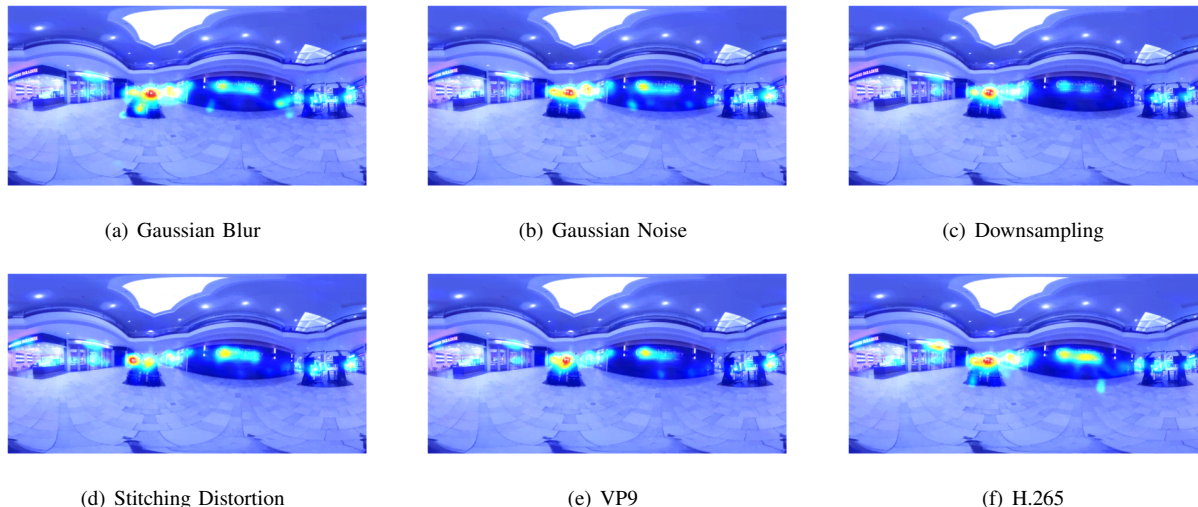 (a) Gaussian Blur
(b) Gaussian Noise
(c) Downsampling
(d) Stitching Distortion
(e) VP9
(f) H.265